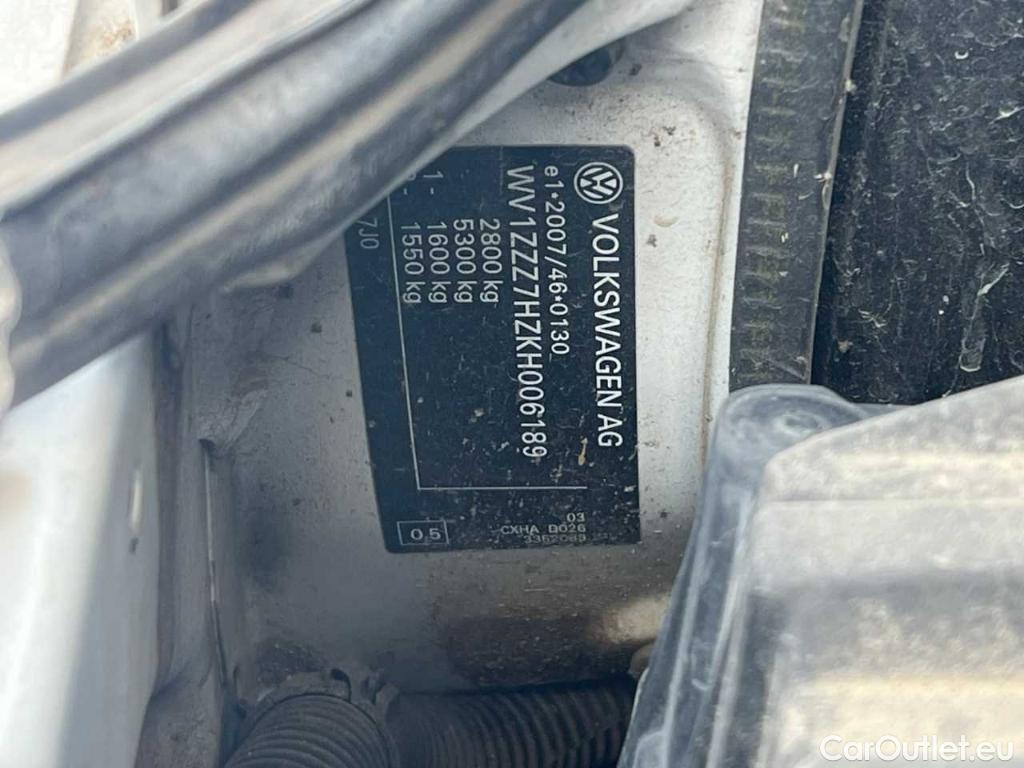 VOLKSWAGEN AG
e1*2007/46*0130
WV1ZZZ7HZKH006189
2800 kg
5300 kg
1 - 1600 kg
1550 kg
7J0
03
CXHA D026
0,5
CarOutlet.eu